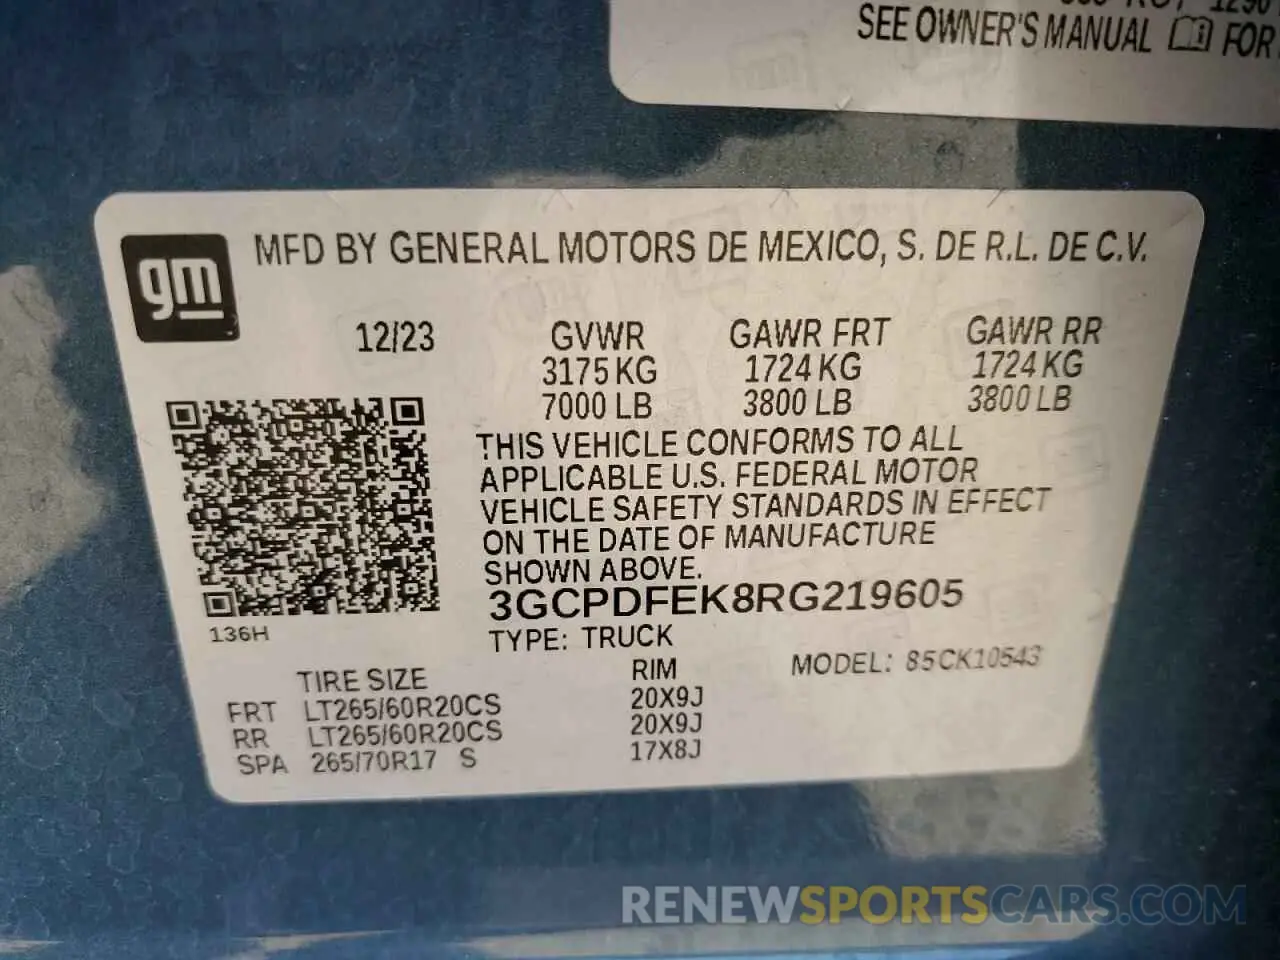 SEE OWNER'S MANUAL FOR
gm
MFD BY GENERAL MOTORS DE MEXICO, S. DE R.L. DE C.V.
12/23 GVWR GAWR FRT GAWR RR
3175 KG 1724 KG 1724 KG
7000 LB 3800 LB 3800 LB
THIS VEHICLE CONFORMS TO ALL
APPLICABLE U.S. FEDERAL MOTOR
VEHICLE SAFETY STANDARDS IN EFFECT
ON THE DATE OF MANUFACTURE
SHOWN ABOVE.
3GCPDFEK8RG219605
136H
TYPE: TRUCK
MODEL: 85CK10543
TIRE SIZE RIM
FRT LT265/60R20CS 20X9J
RR LT265/60R20CS 20X9J
SPA 265/70R17 S 17X8J
RENEWSPORTSCARS.COM